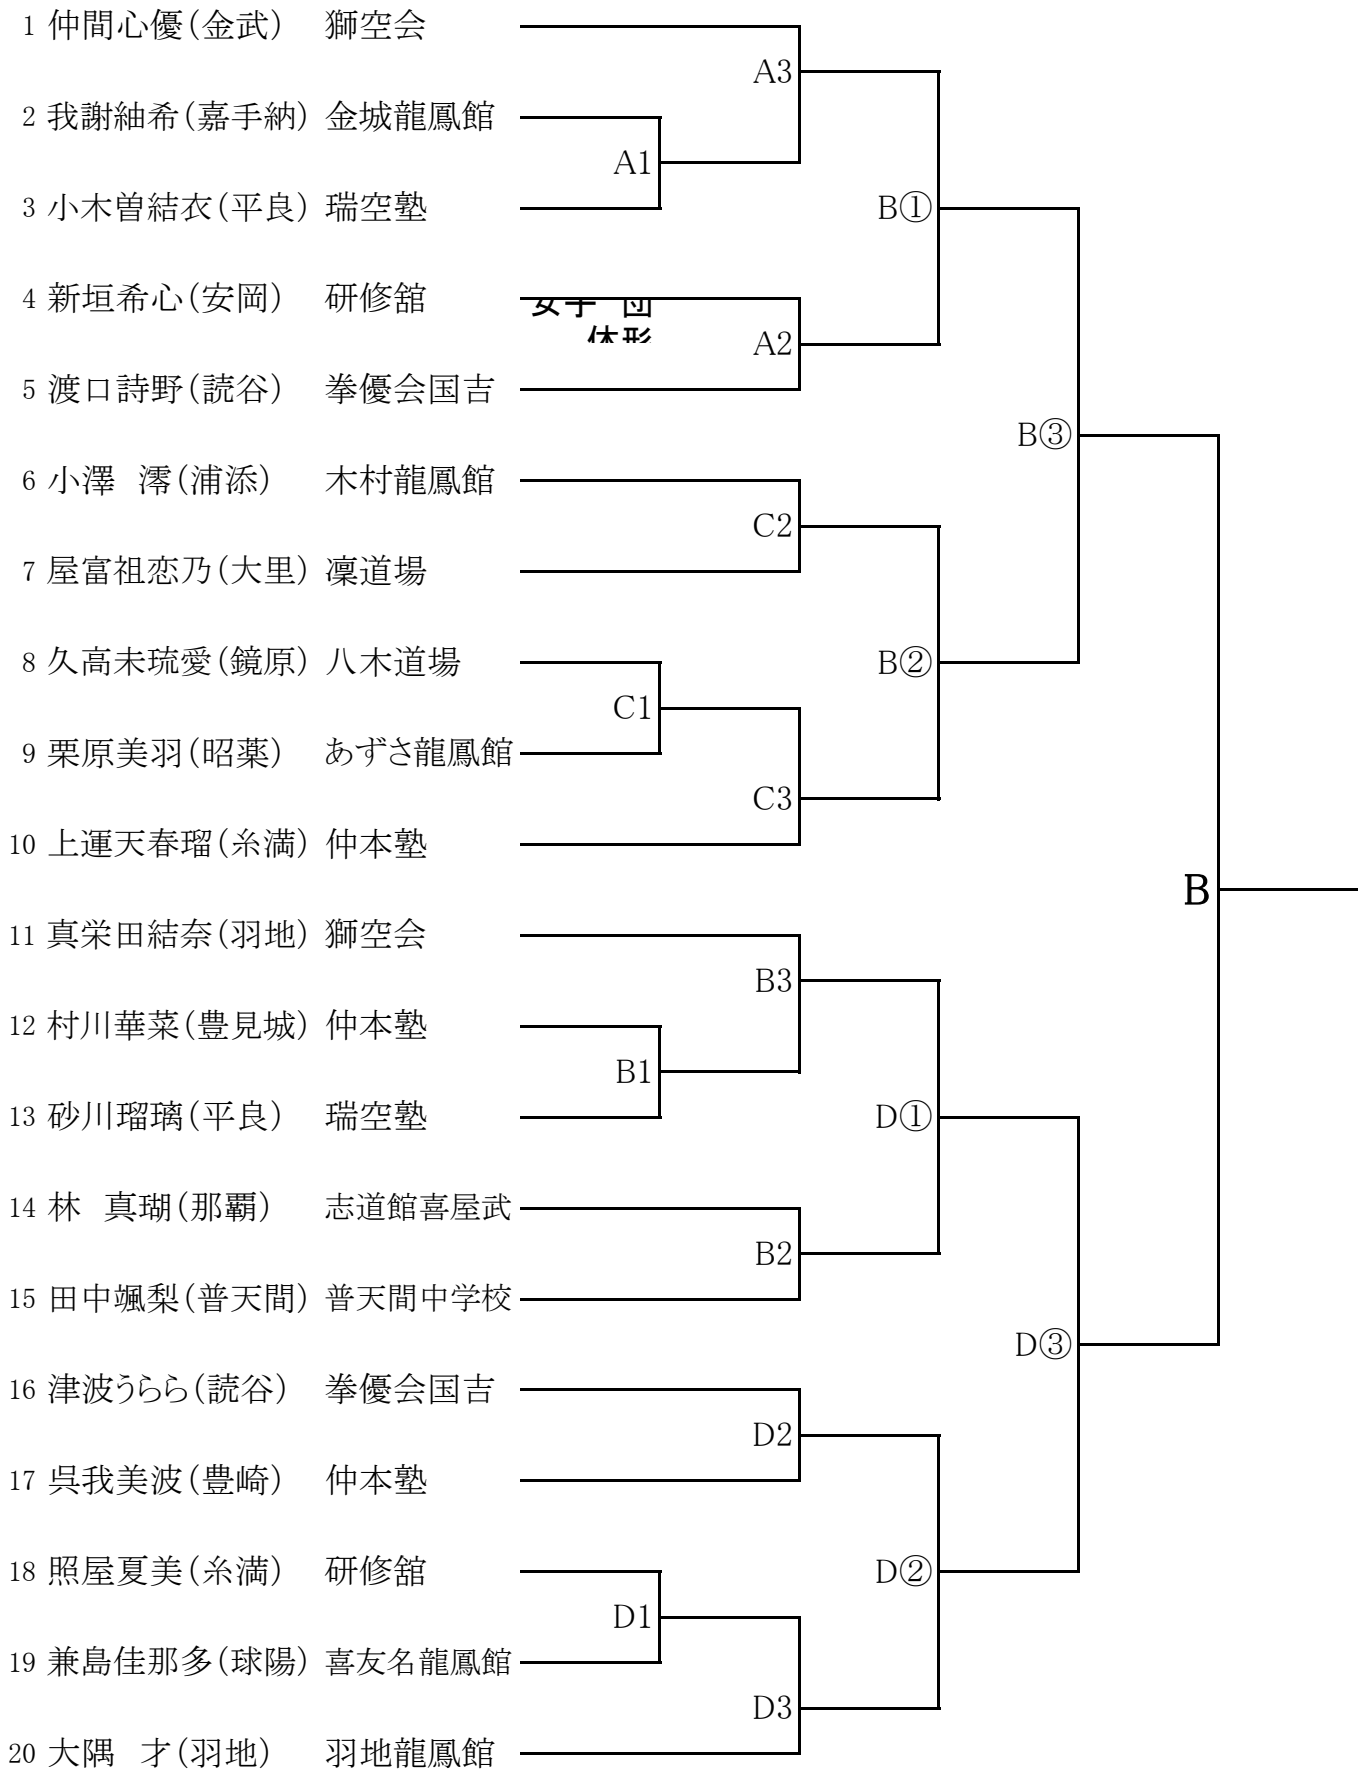 1 仲間心優(金武) 獅空会
A3
2 我謝紬希(嘉手納) 金城龍鳳館
A1
3 小木曽結衣(平良) 瑞空塾
B①
4 新垣希心(安岡) 研修舘
女子 団
体形
A2
5 渡口詩野(読谷) 拳優会国吉
B③
6 小澤 澪(浦添) 木村龍鳳館
C2
7 屋富祖恋乃(大里) 凜道場
8 久高未琉愛(鏡原) 八木道場
B②
C1
9 栗原美羽(昭薬) あずさ龍鳳館
C3
10 上運天春瑠(糸満) 仲本塾
B
11 真栄田結奈(羽地) 獅空会
B3
12 村川華菜(豊見城) 仲本塾
B1
13 砂川瑠璃(平良) 瑞空塾
D①
14 林 真瑚(那覇) 志道館喜屋武
B2
15 田中颯梨(普天間) 普天間中学校
D③
16 津波うらら(読谷) 拳優会国吉
D2
17 呉我美波(豊崎) 仲本塾
18 照屋夏美(糸満) 研修舘
D②
D1
19 兼島佳那多(球陽) 喜友名龍鳳館
D3
20 大隅 才(羽地) 羽地龍鳳館